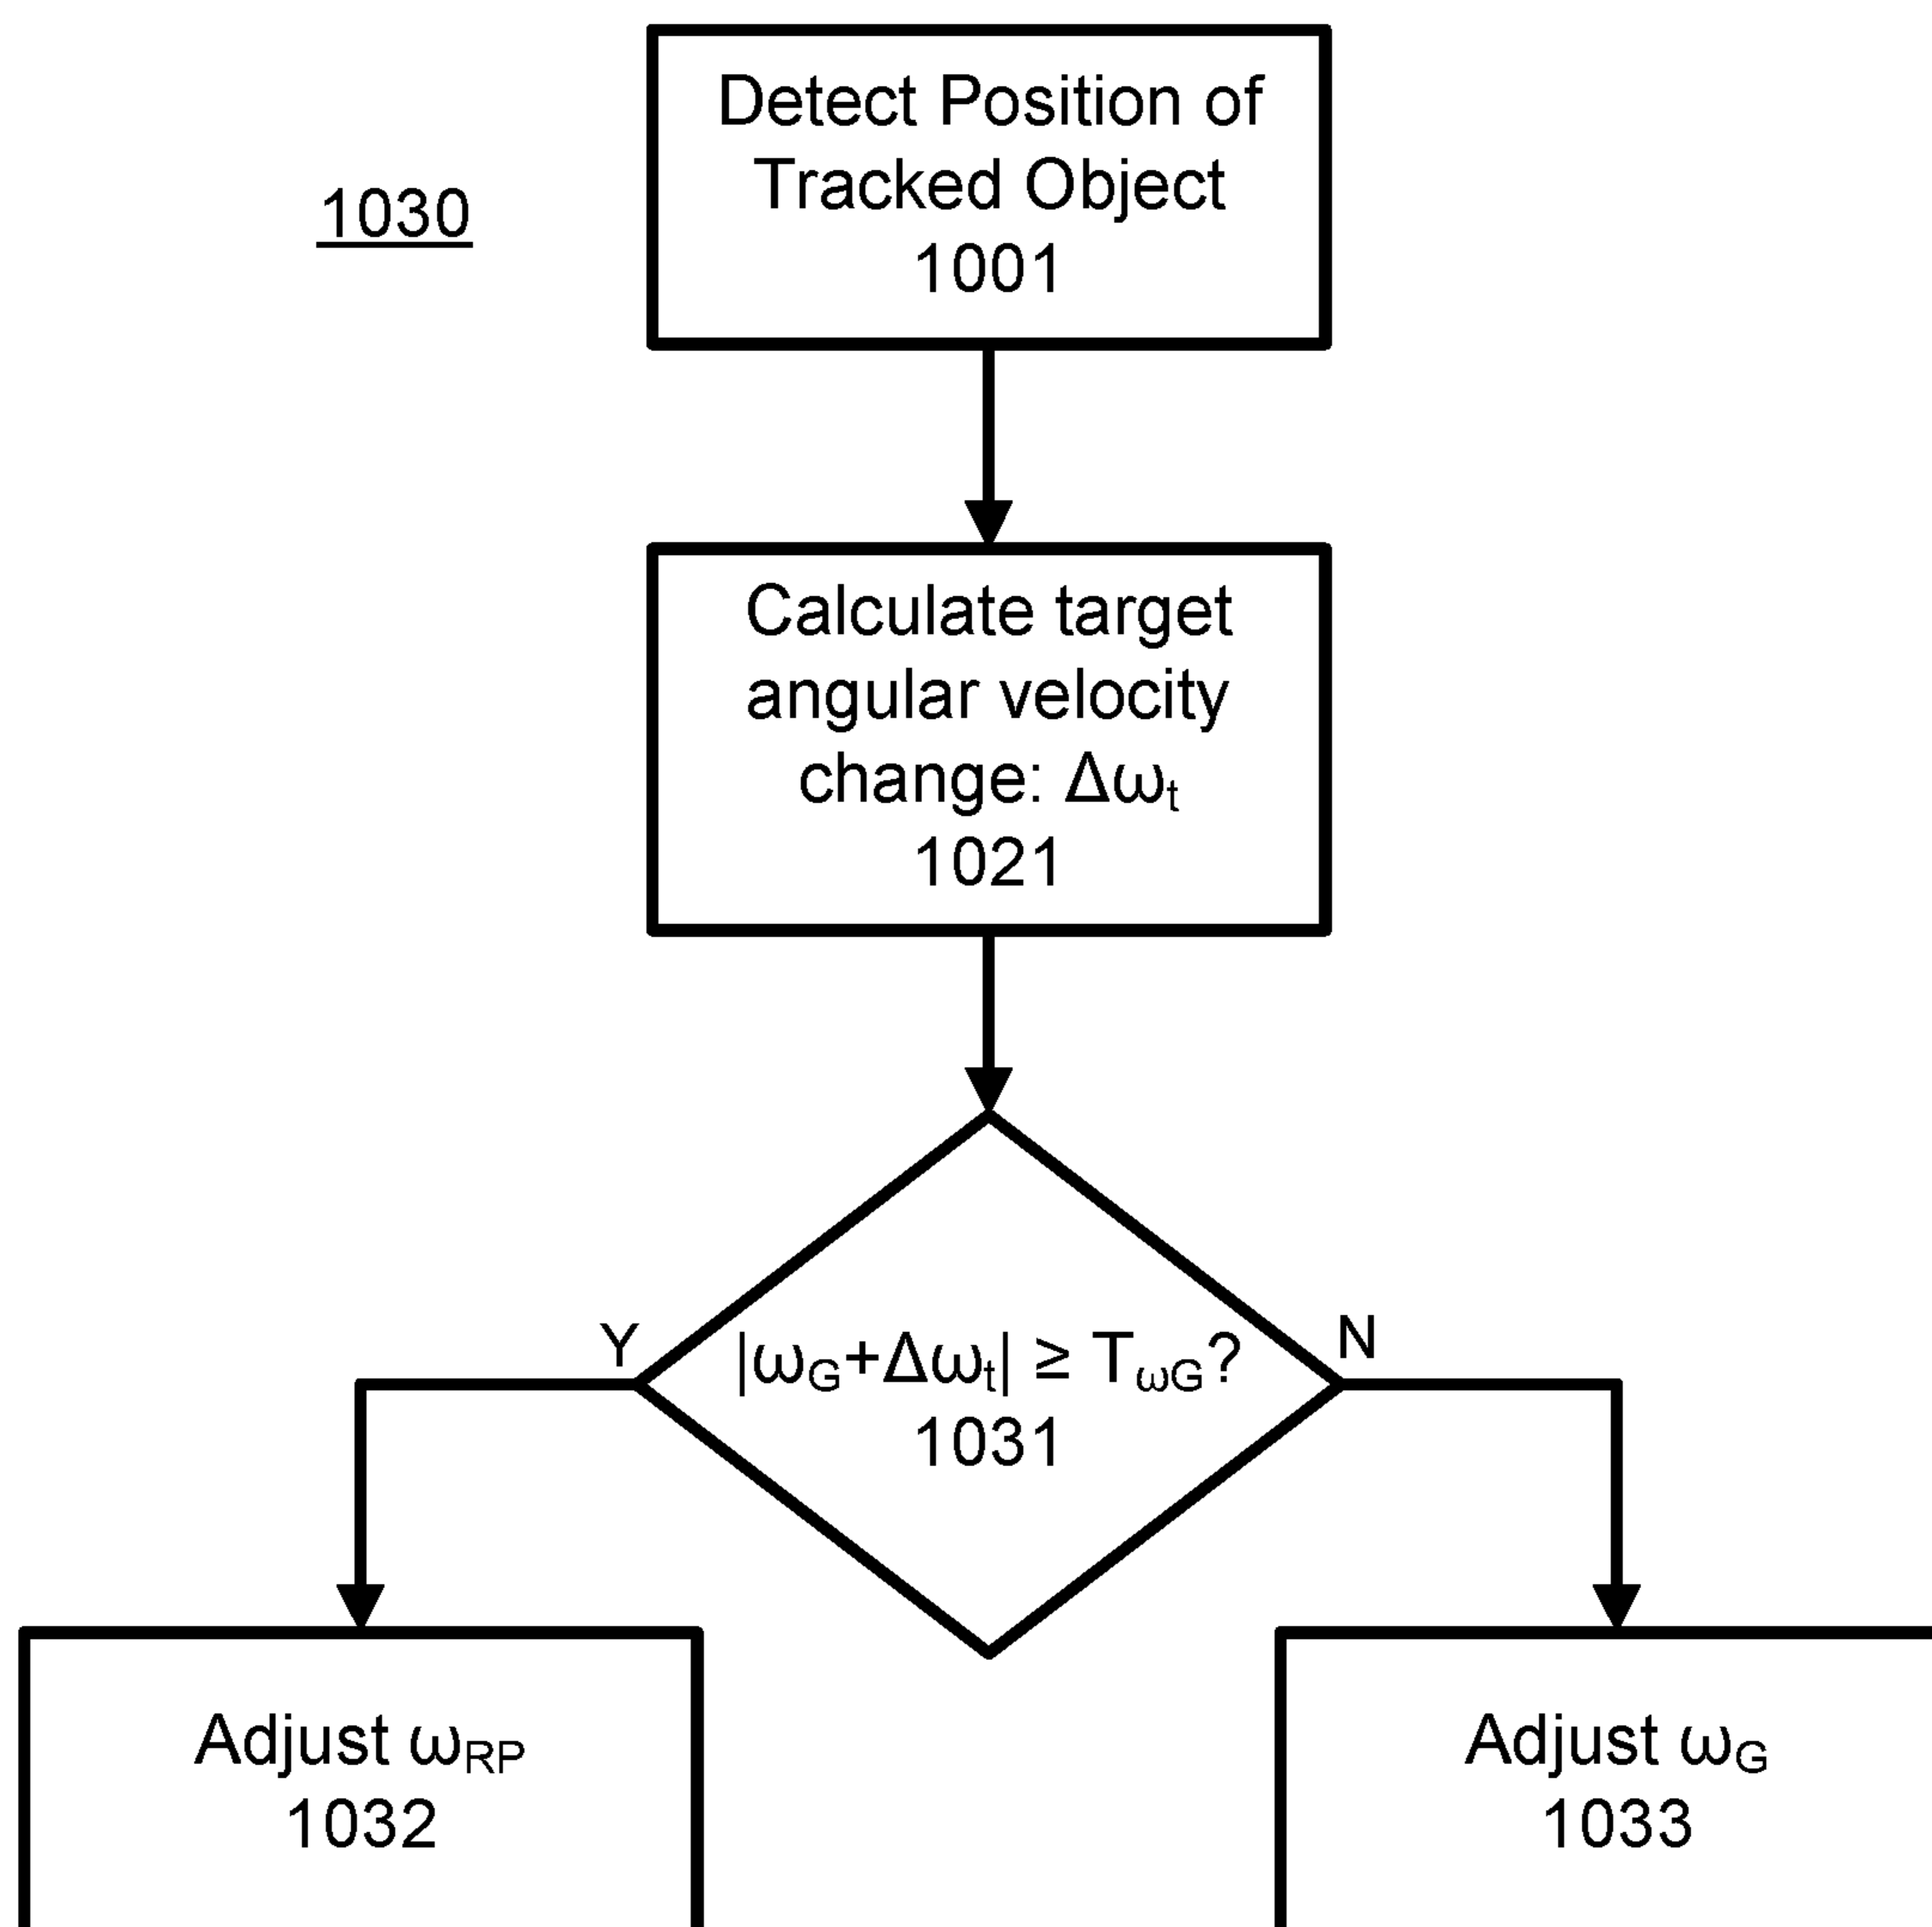 1030
Detect Position of
Tracked Object
1001
Calculate target
angular velocity
change: Δωt
1021
Y
|ωG+Δωt| ≥ TωG?
1031
N
Adjust ωRP
1032
Adjust ωG
1033